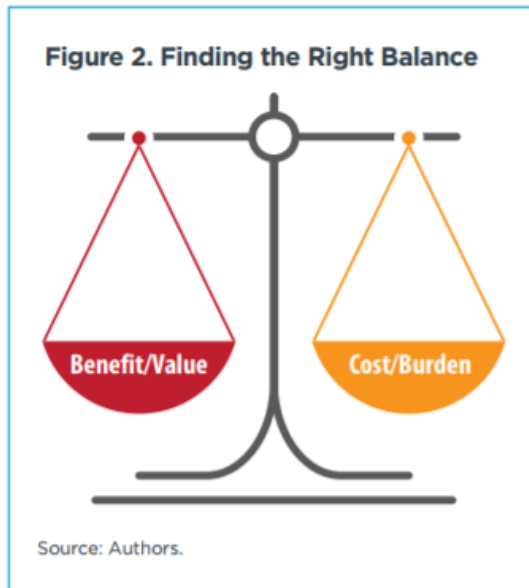 Figure 2. Finding the Right Balance
Benefit/Value
Cost/Burden
Source: Authors.